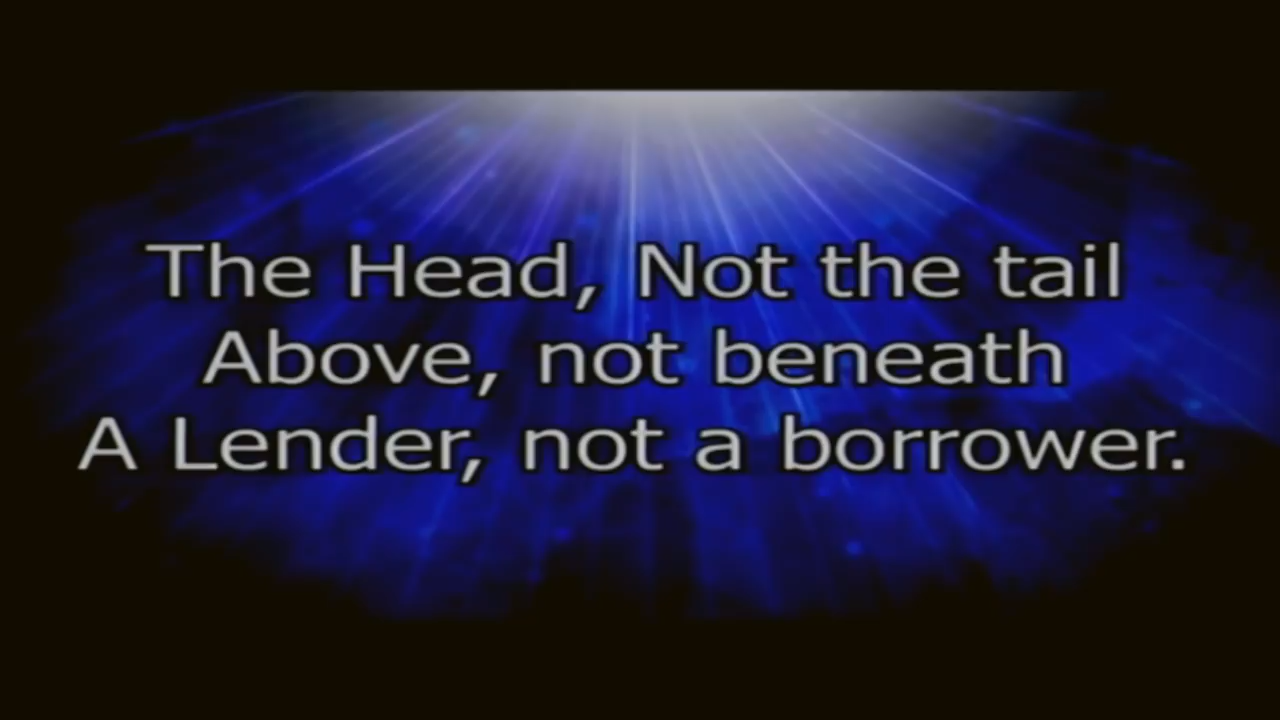 The Head, Not the tail
Above, not beneath
A Lender, not a borrower.